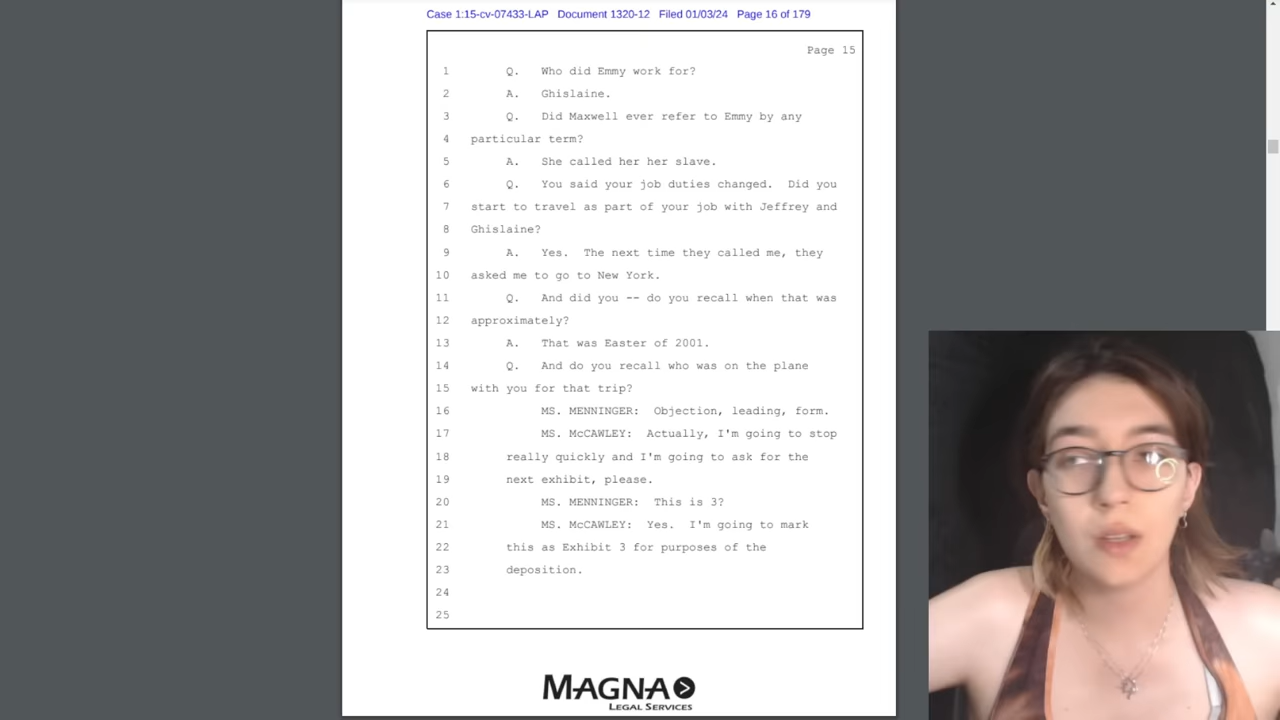 Case 1:15-cv-07433-LAP Document 1320-12 Filed 01/03/24 Page 16 of 179
Page 15
1 Q. Who did Emmy work for?
2 A. Ghislaine.
3 Q. Did Maxwell ever refer to Emmy by any
4 particular term?
5 A. She called her her slave.
6 Q. You said your job duties changed. Did you
7 start to travel as part of your job with Jeffrey and
8 Ghislaine?
9 A. Yes. The next time they called me, they
10 asked me to go to New York.
11 Q. And did you -- do you recall when that was
12 approximately?
13 A. That was Easter of 2001.
14 Q. And do you recall who was on the plane
15 with you for that trip?
16 MS. MENNINGER: Objection, leading, form.
17 MS. McCAWLEY: Actually, I'm going to stop
18 really quickly and I'm going to ask for the
19 next exhibit, please.
20 MS. MENNINGER: This is 3?
21 MS. McCAWLEY: Yes. I'm going to mark
22 this as Exhibit 3 for purposes of the
23 deposition.
24
25
MAGNA
LEGAL SERVICES